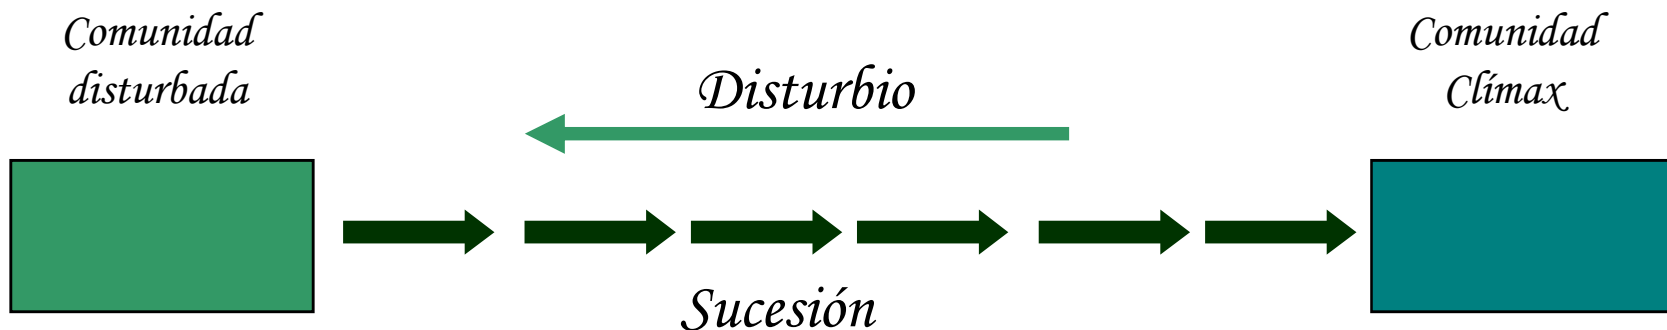 Comunidad
disturbada
Disturbio
Comunidad
Clímax
Sucesión